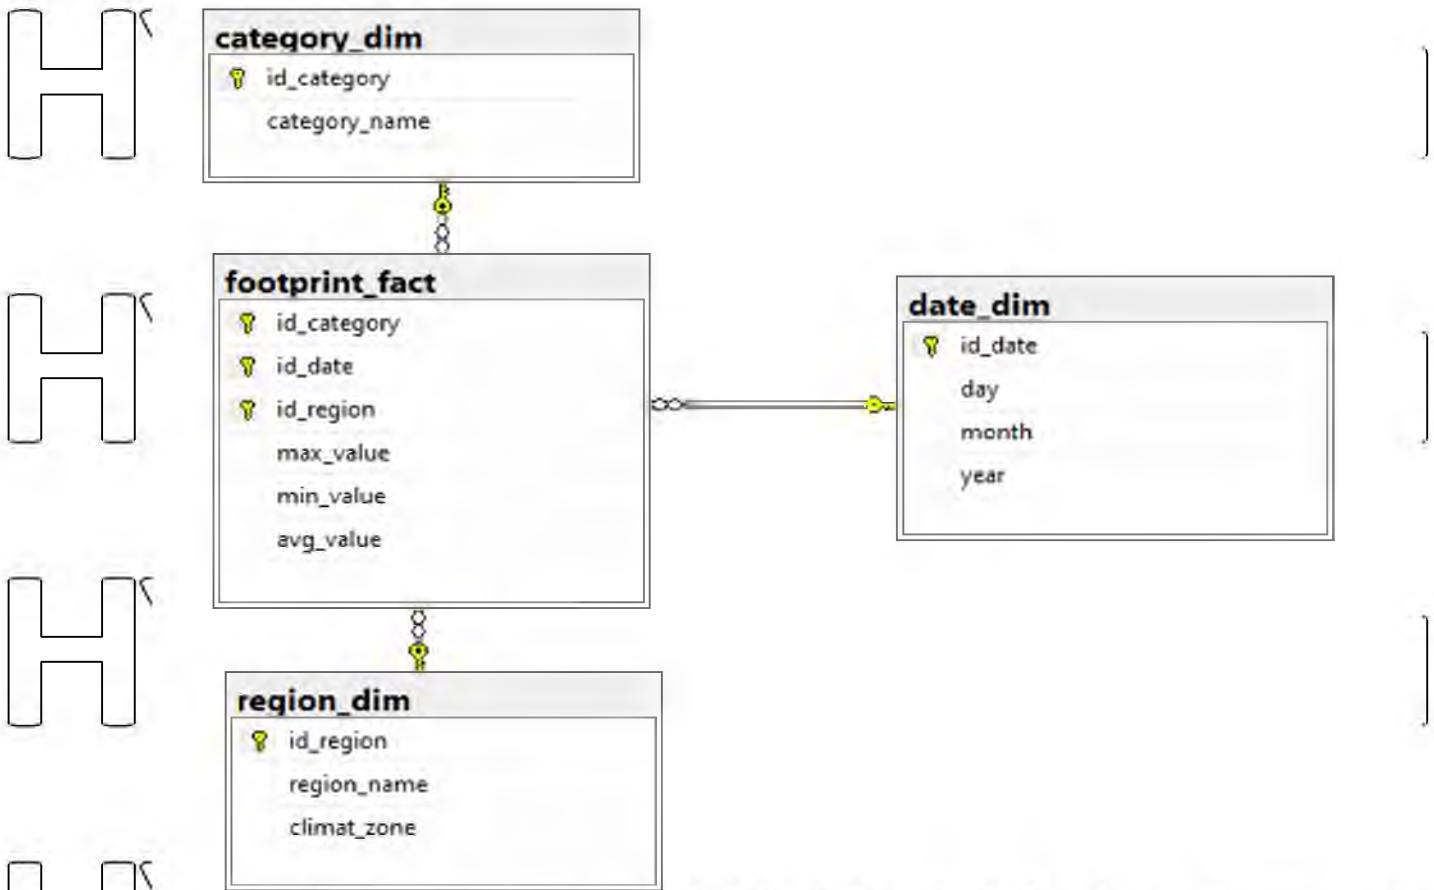 category_dim
id_category
category_name
footprint_fact
id_category
id_date
id_region
max_value
min_value
avg_value
date_dim
id_date
day
month
year
region_dim
id_region
region_name
climat_zone